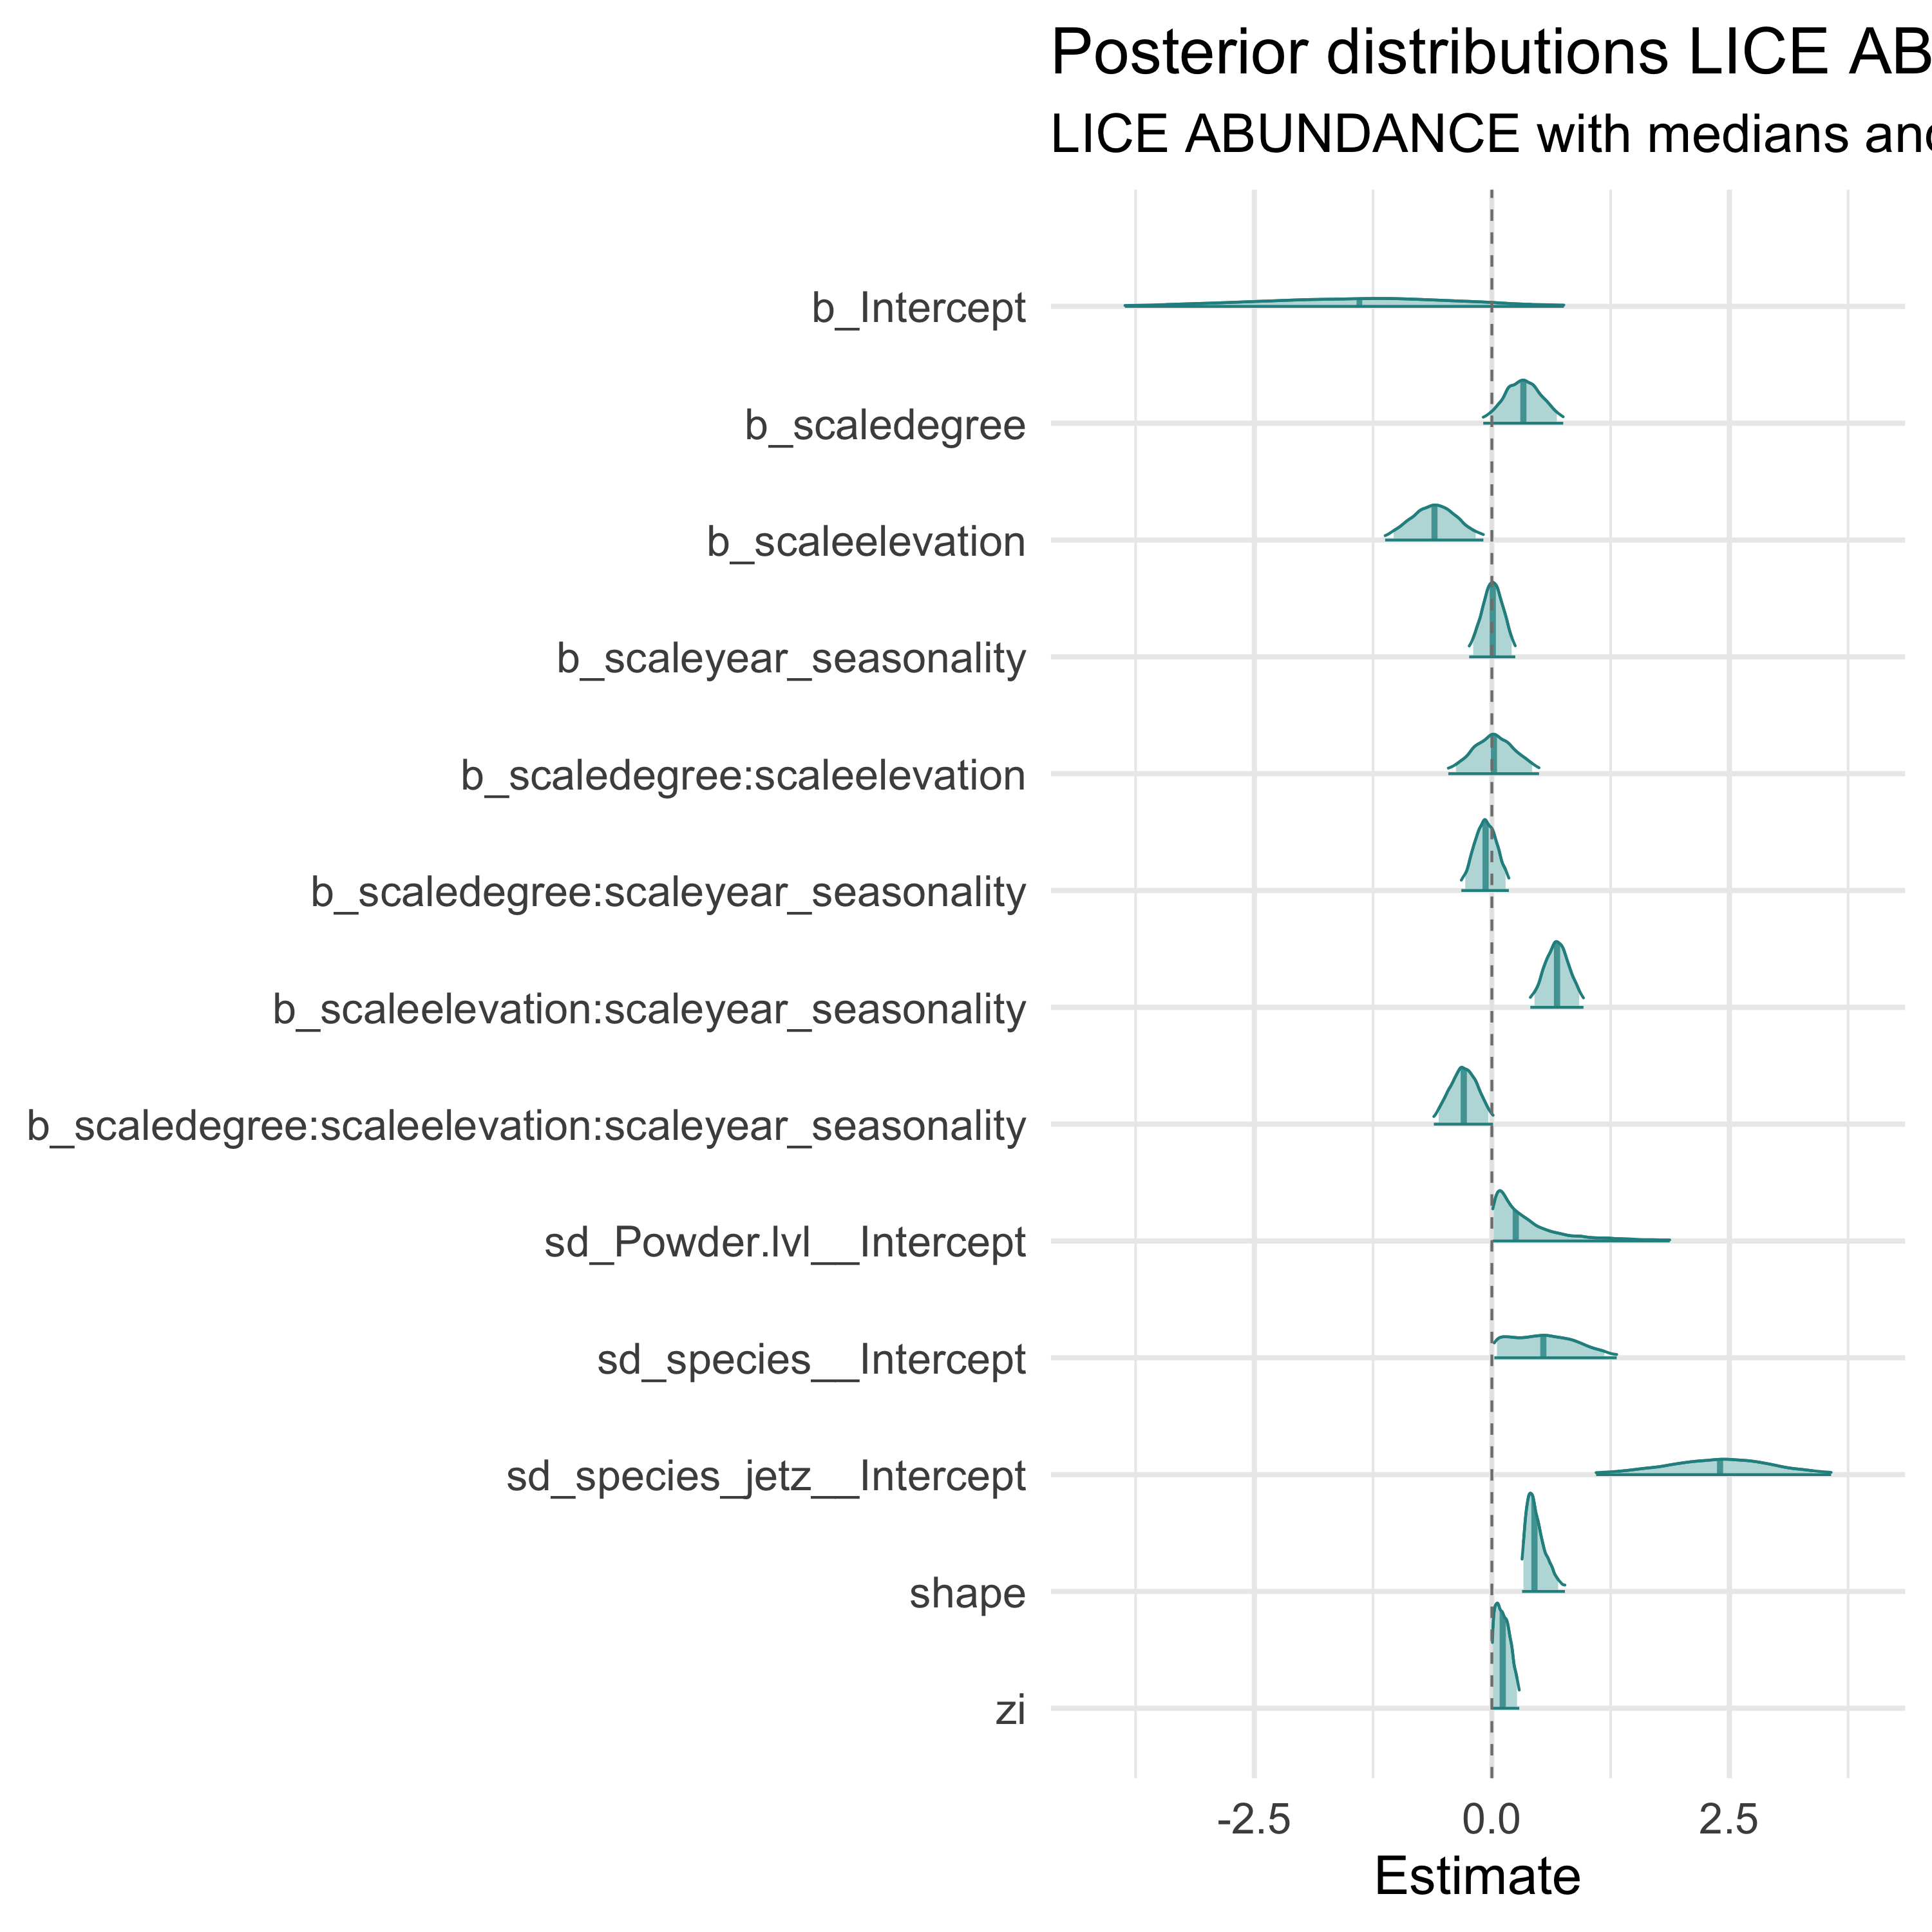 Posterior distributions LICE AB
LICE ABUNDANCE with medians and
b_Intercept
b_scaledegree
b_scaleelevation
b_scaleyear_seasonality
b_scaledegree:scaleelevation
b_scaledegree:scaleyear_seasonality
b_scaleelevation:scaleyear_seasonality
b_scaledegree:scaleelevation:scaleyear_seasonality
sd_Powder.lvl__Intercept
sd_species__Intercept
sd_species_jetz__Intercept
shape
zi
-2.5 0.0 2.5
Estimate